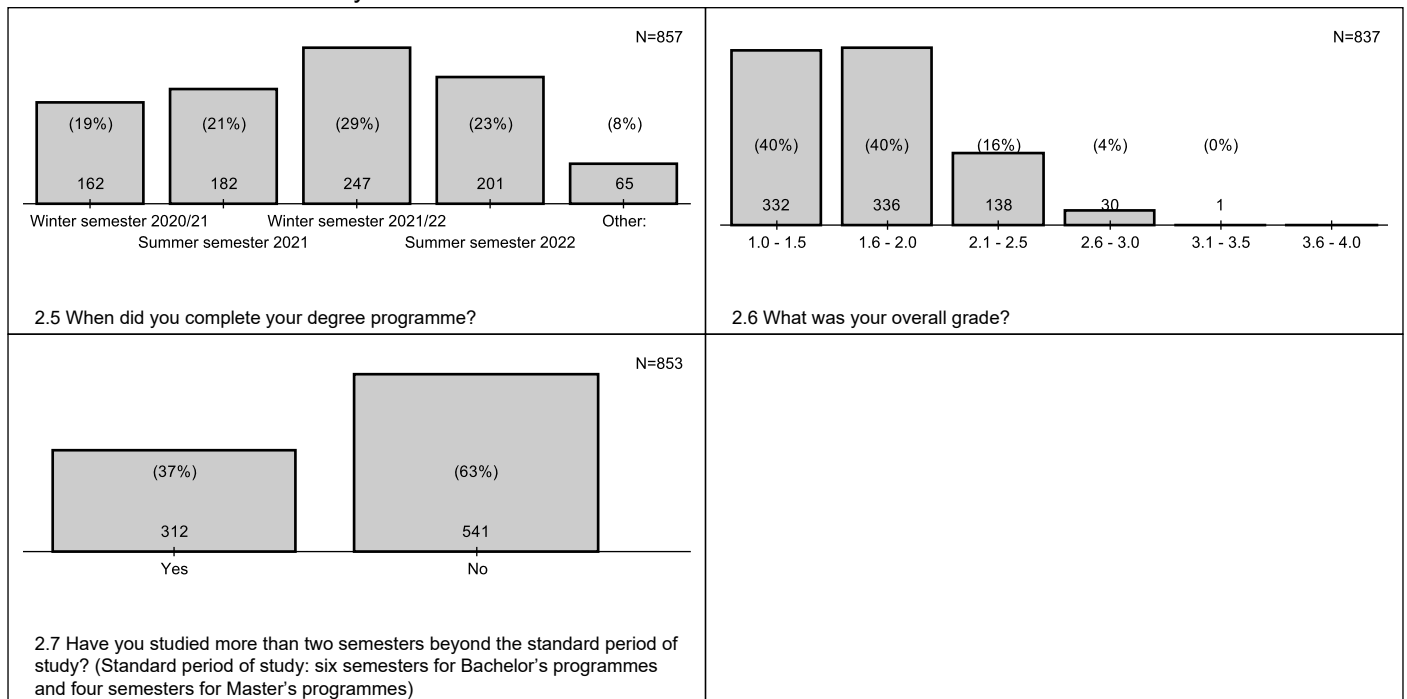 N=857
(19%)
(21%)
(29%)
(23%)
(8%)
162
182
247
201
65
Winter semester 2020/21
Winter semester 2021/22
Other:
Summer semester 2021
Summer semester 2022
2.5 When did you complete your degree programme?
N=837
(40%)
(40%)
(16%)
(4%)
(0%)
332
336
138
30
1
1.0 - 1.5
1.6 - 2.0
2.1 - 2.5
2.6 - 3.0
3.1 - 3.5
3.6 - 4.0
2.6 What was your overall grade?
N=853
(37%)
(63%)
312
541
Yes
No
2.7 Have you studied more than two semesters beyond the standard period of
study? (Standard period of study: six semesters for Bachelor's programmes
and four semesters for Master's programmes)